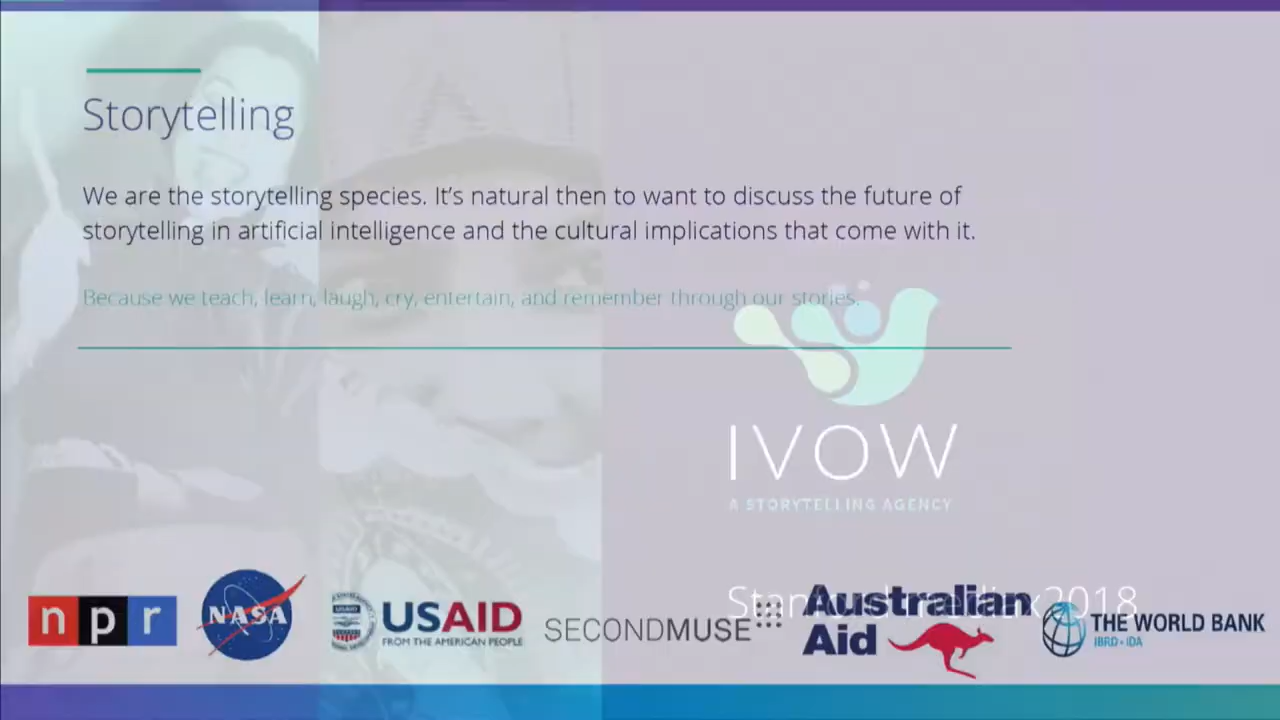 Storytelling
We are the storytelling species. It's natural then to want to discuss the future of
storytelling in artificial intelligence and the cultural implications that come with it.
Because we teach, learn, laugh, cry, entertain, and remember through our stories.
IVOW
A STORYTELLING AGENCY
2018
npr
NASA
USAID
USAID
FROM THE AMERICAN PEOPLE
SECONDMUSE
Australian
Aid
THE WORLD BANK
IBRD • IDA